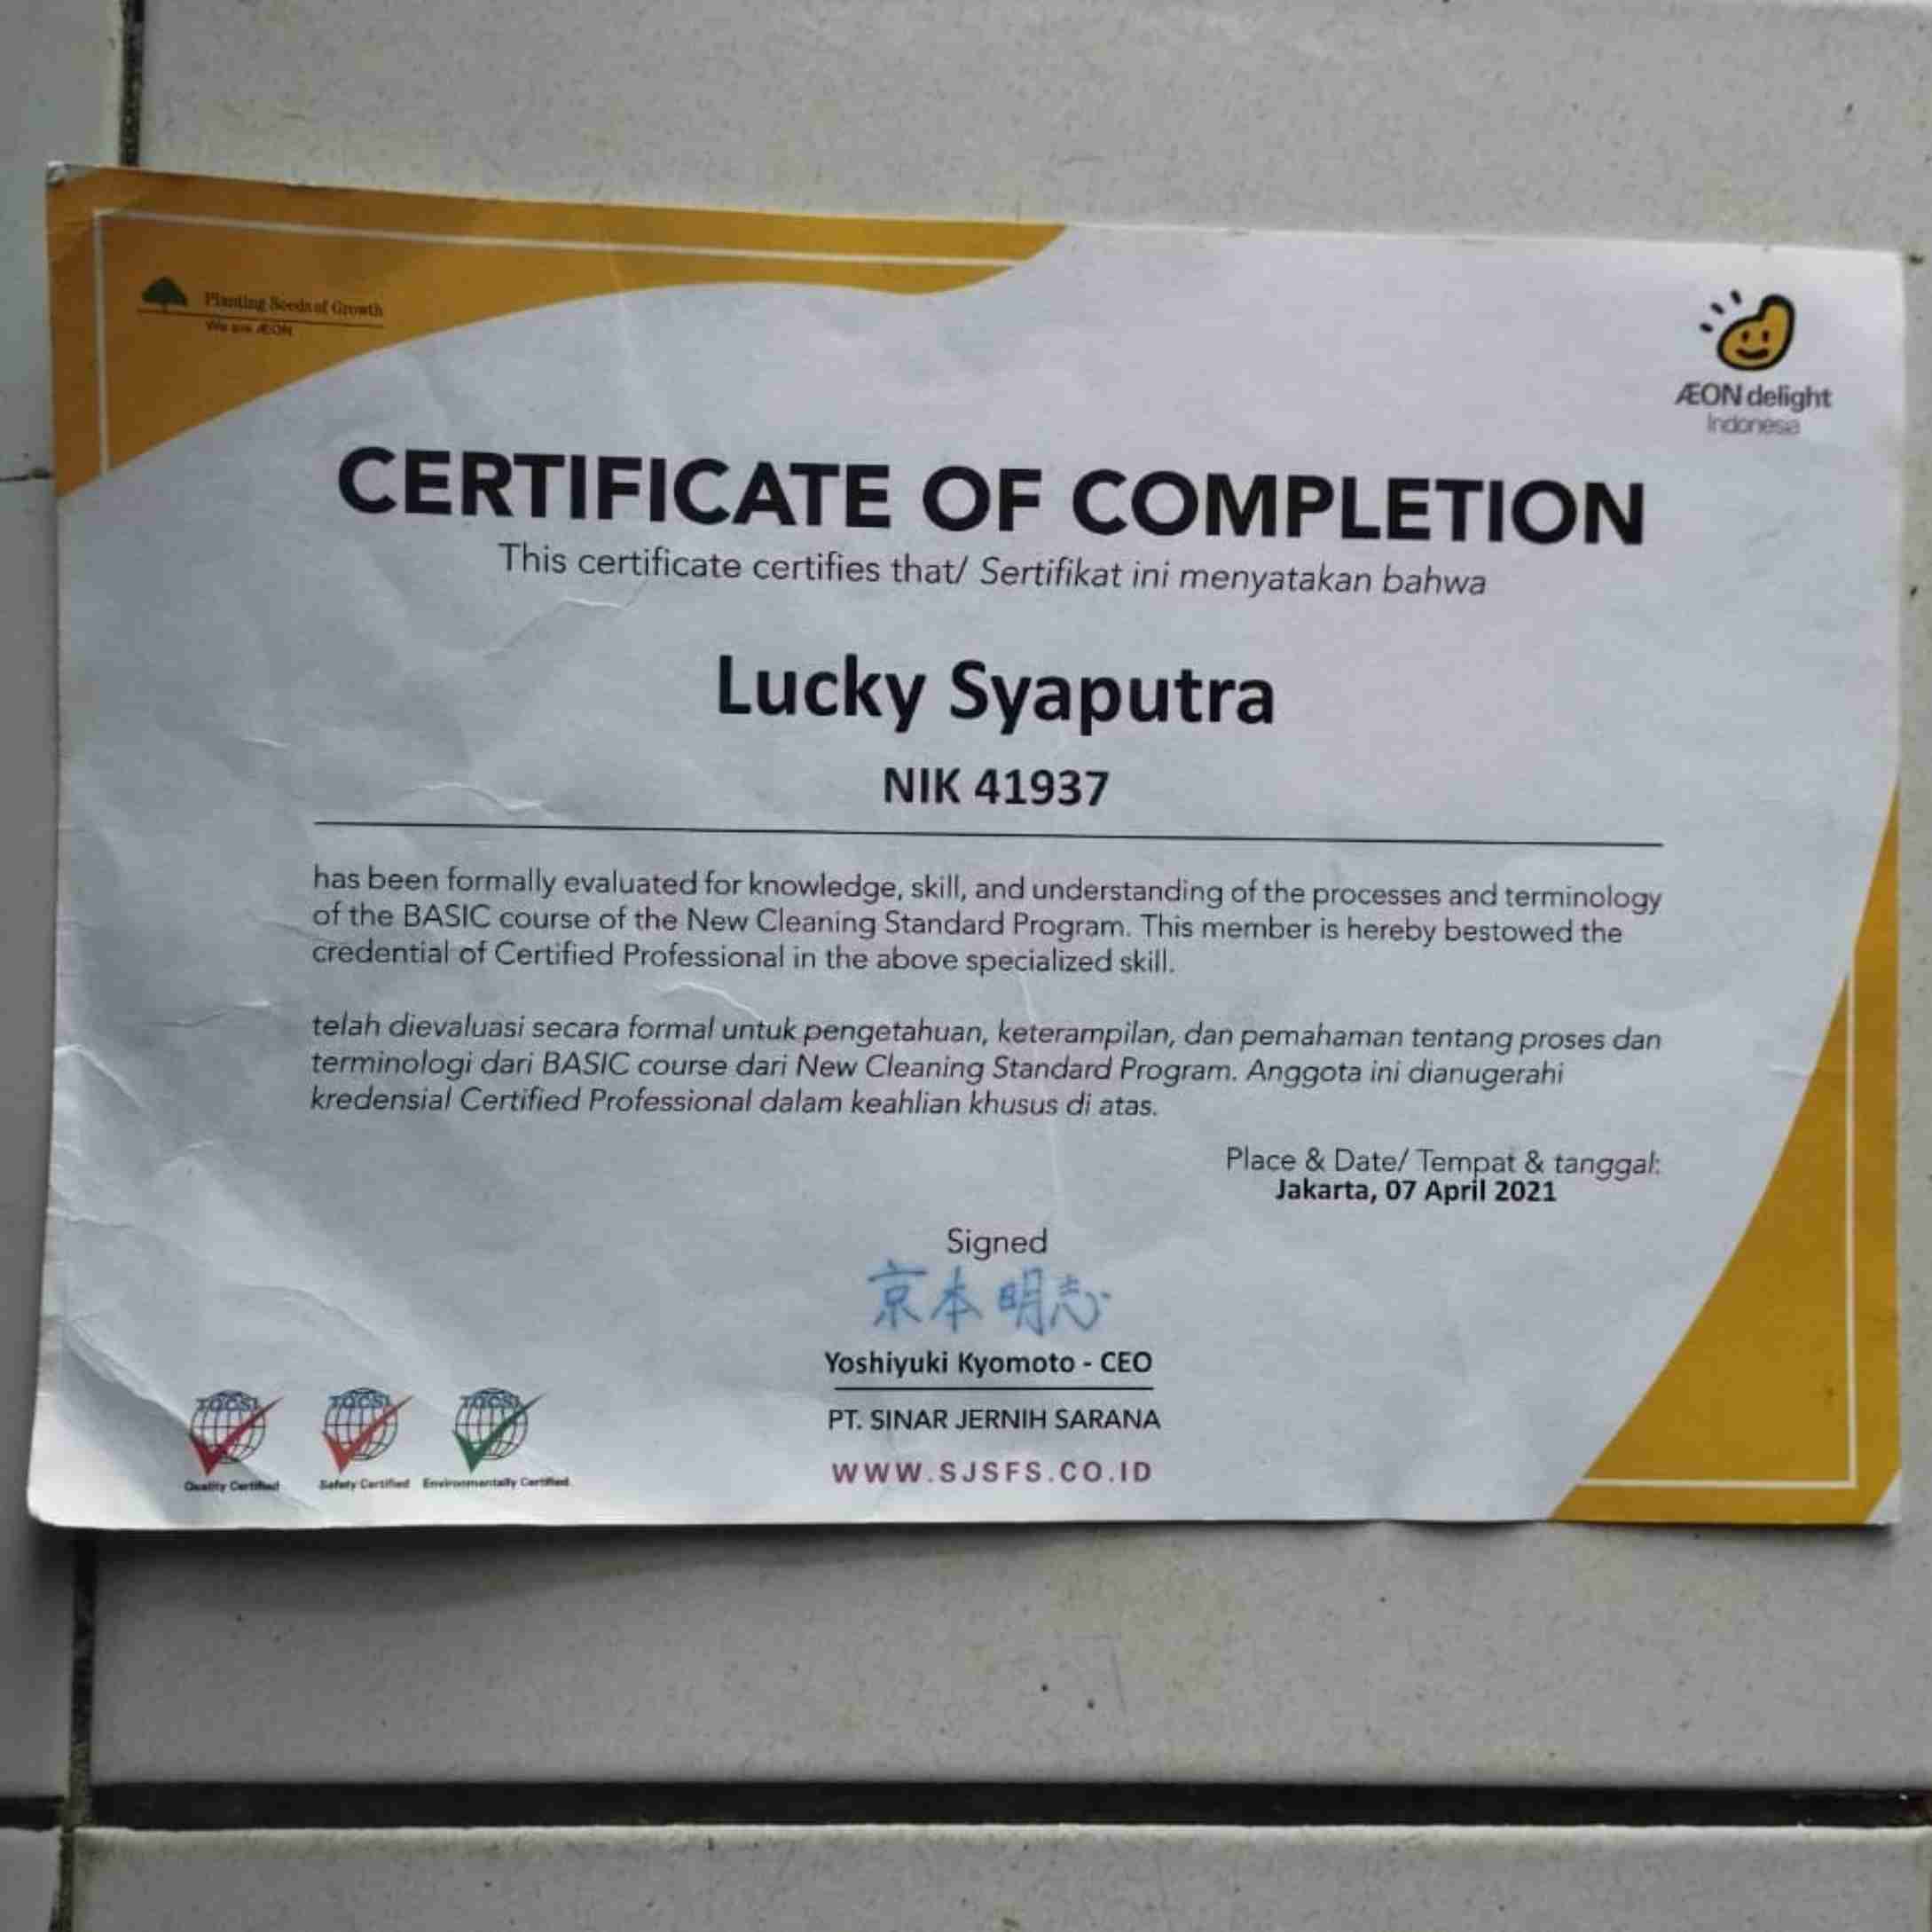 Planting Seeds of Growth
We are ÆON
ÆON delight
Indonesia
CERTIFICATE OF COMPLETION
This certificate certifies that/ Sertifikat ini menyatakan bahwa
Lucky Syaputra
NIK 41937
has been formally evaluated for knowledge, skill, and understanding of the processes and terminology
of the BASIC course of the New Cleaning Standard Program. This member is hereby bestowed the
credential of Certified Professional in the above specialized skill.
telah dievaluasi secara formal untuk pengetahuan, keterampilan, dan pemahaman tentang proses dan
terminologi dari BASIC course dari New Cleaning Standard Program. Anggota ini dianugerahi
kredensial Certified Professional dalam keahlian khusus di atas.
Place & Date/ Tempat & tanggal:
Jakarta, 07 April 2021
Signed
京本明志
Yoshiyuki Kyomoto - CEO
PT. SINAR JERNIH SARANA
WWW.SJSFS.CO.ID
TQCSI TQCSI TQCSI
Quality Certified Safety Certified Environmentally Certified